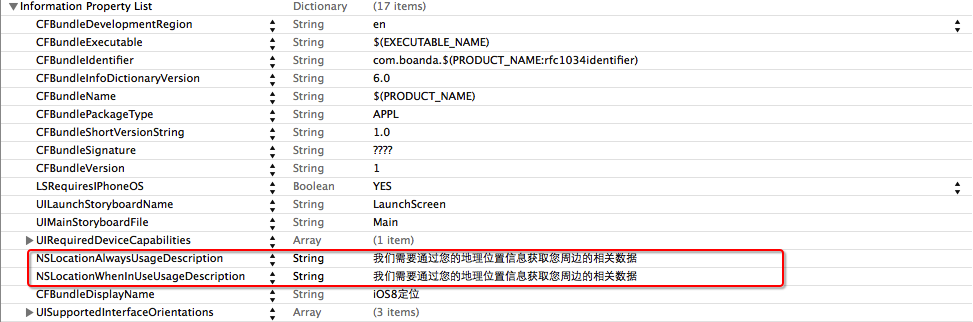 Information Property List Dictionary (17 items)
CFBundleDevelopmentRegion String en
CFBundleExecutable String $(EXECUTABLE_NAME)
CFBundleIdentifier String com.boanda.$(PRODUCT_NAME:rfc1034identifier)
CFBundleInfoDictionaryVersion String 6.0
CFBundleName String $(PRODUCT_NAME)
CFBundlePackageType String APPL
CFBundleShortVersionString String 1.0
CFBundleSignature String ????
CFBundleVersion String 1
LSRequiresIPhoneOS Boolean YES
UILaunchStoryboardName String LaunchScreen
UIMainStoryboardFile String Main
UIRequiredDeviceCapabilities Array (1 item)
NSLocationAlwaysUsageDescription String 我们需要通过您的地理位置信息获取您周边的相关数据
NSLocationWhenInUseUsageDescription String 我们需要通过您的地理位置信息获取您周边的相关数据
CFBundleDisplayName String iOS8定位
UISupportedInterfaceOrientations Array (3 items)